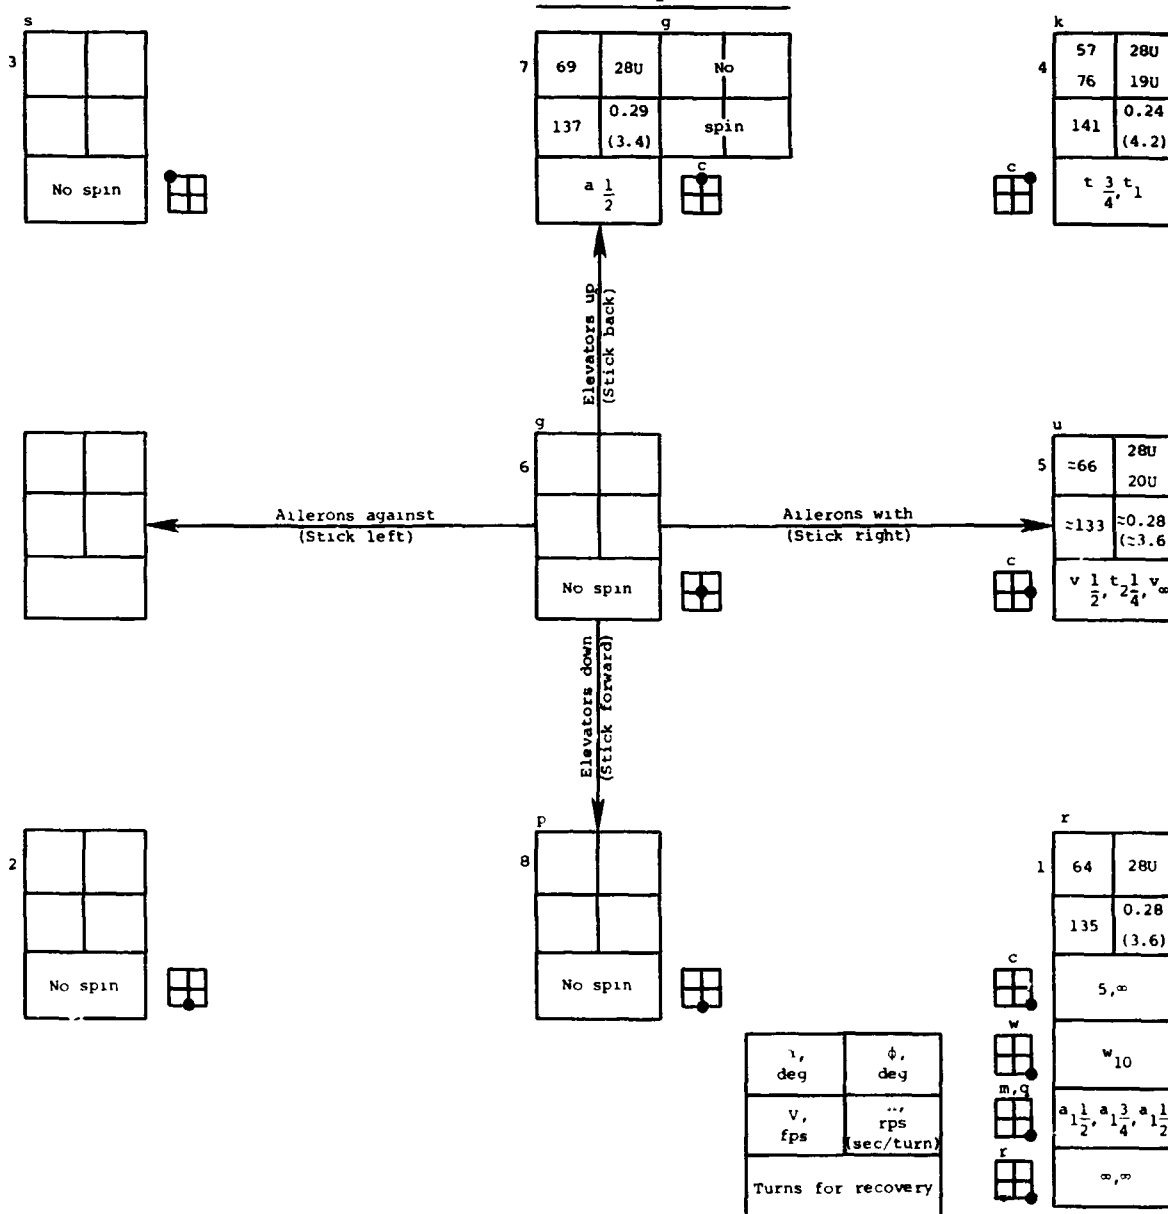 s
3
No spin
g
7
69 28U No
137 0.29 (3.4) spin
a 1/2
c
k
4
57 28U
76 19U
141 0.24 (4.2)
t 3/4, t1
c
Elevators up
(Stick back)
g
6
No spin
Ailerons against
(Stick left)
Ailerons with
(Stick right)
u
5
≈66 28U
20U
≈133 ≈0.28
(≈3.6
v 1/2, t2 1/4, v∞
c
Elevators down
(Stick forward)
2
No spin
p
8
No spin
r
1
64 28U
135 0.28
(3.6)
c
5,∞
w
w10
m,q
a1 1/2, a1 3/4, a1 1/2
r
∞,∞
deg
ϕ,
deg
V,
fps
rps
(sec/turn)
Turns for recovery